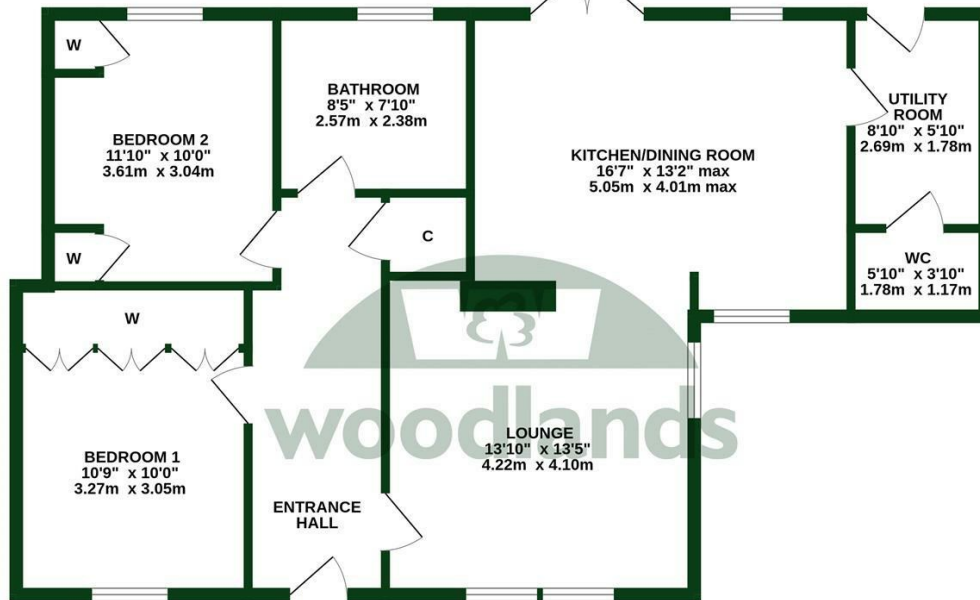 W
BEDROOM 2
11'10" x 10'0"
3.61m x 3.04m
W
BATHROOM
8'5" x 7'10"
2.57m x 2.38m
C
KITCHEN/DINING ROOM
16'7" x 13'2" max
5.05m x 4.01m max
UTILITY
ROOM
8'10" x 5'10"
2.69m x 1.78m
WC
5'10" x 3'10"
1.78m x 1.17m
W
BEDROOM 1
10'9" x 10'0"
3.27m x 3.05m
ENTRANCE
HALL
woodlands
LOUNGE
13'10" x 13'5"
4.22m x 4.10m